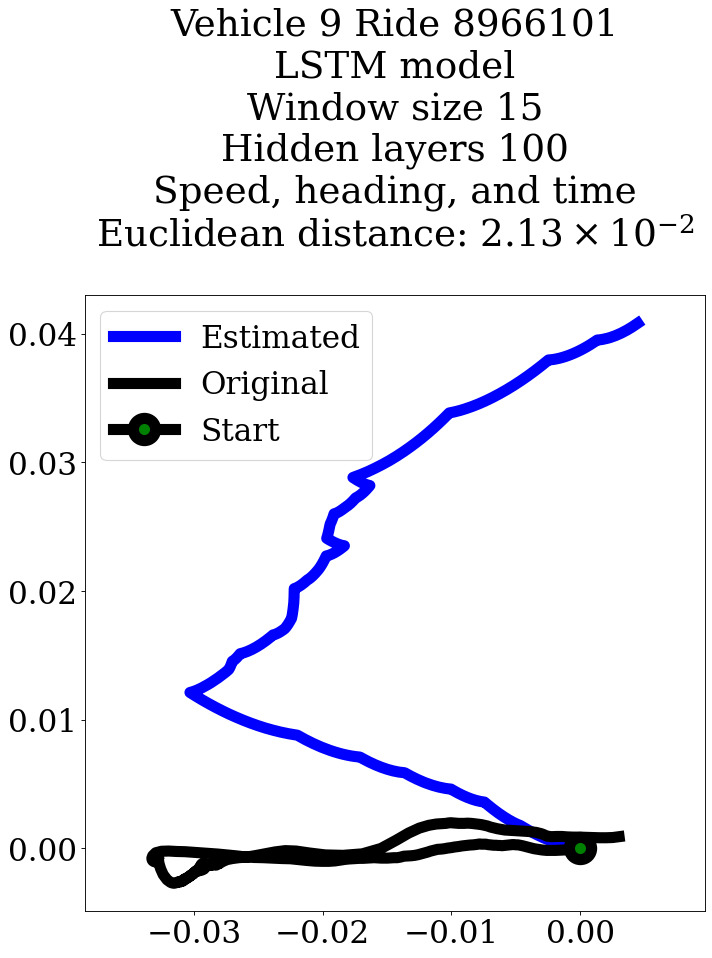 Vehicle 9 Ride 8966101
LSTM model
Window size 15
Hidden layers 100
Speed, heading, and time
Euclidean distance: 2.13 × 10⁻²
Estimated
Original
Start
0.04
0.03
0.02
0.01
0.00
−0.03 −0.02 −0.01 0.00